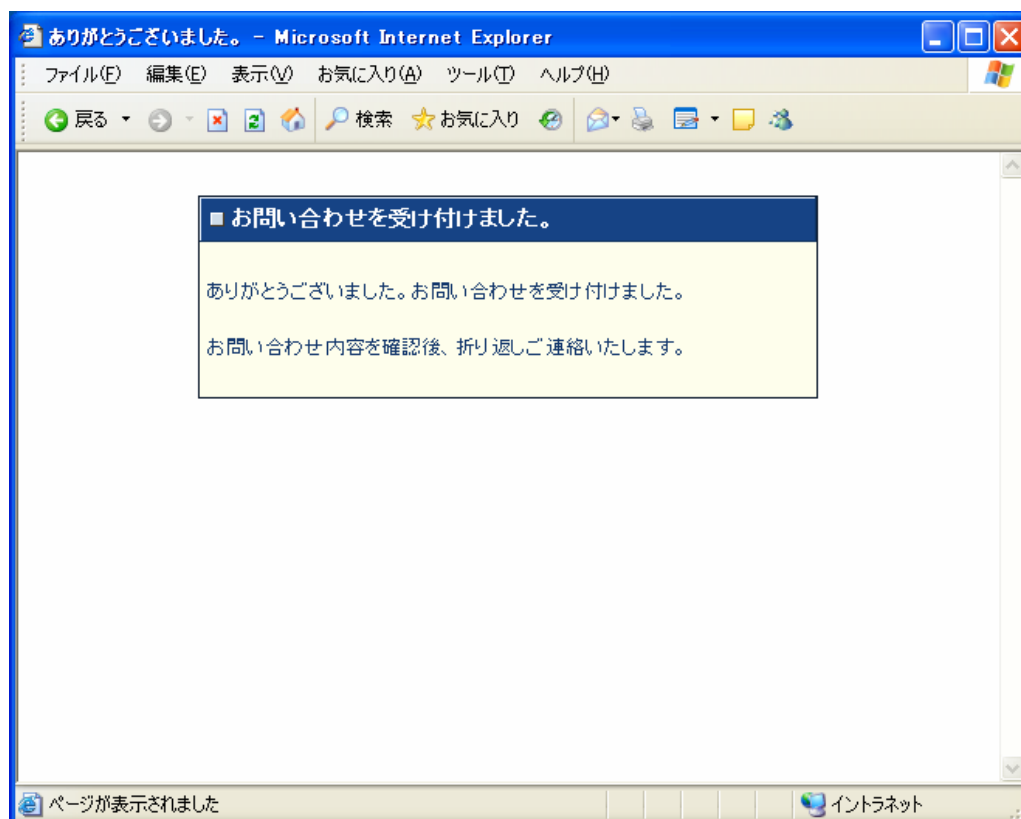 ありがとうございました。 - Microsoft Internet Explorer
ファイル(F) 編集(E) 表示(V) お気に入り(A) ツール(T) ヘルプ(H)
戻る 検索 お気に入り
■お問い合わせを受け付けました。
ありがとうございました。お問い合わせを受け付けました。
お問い合わせ内容を確認後、折り返しご連絡いたします。
ページが表示されました イントラネット